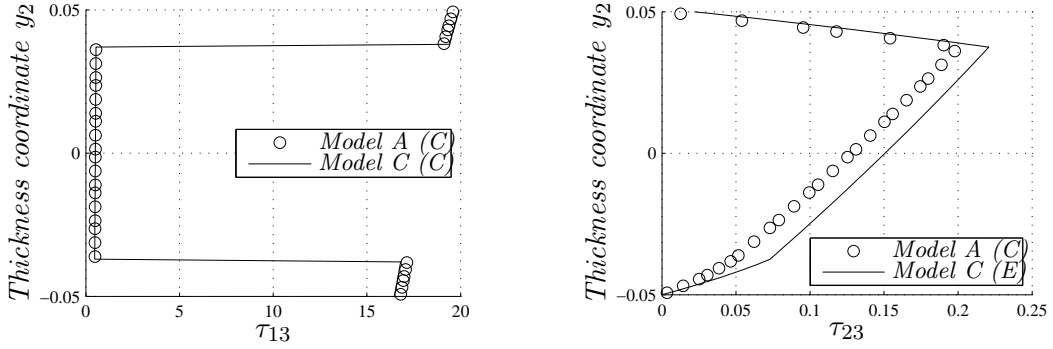 Thickness coordinate y2
0.05
0
−0.05
0
5
10
15
20
τ13
Model A (C)
Model C (C)
Thickness coordinate y2
0.05
0
−0.05
0
0.05
0.1
0.15
0.2
0.25
τ23
Model A (C)
Model C (E)